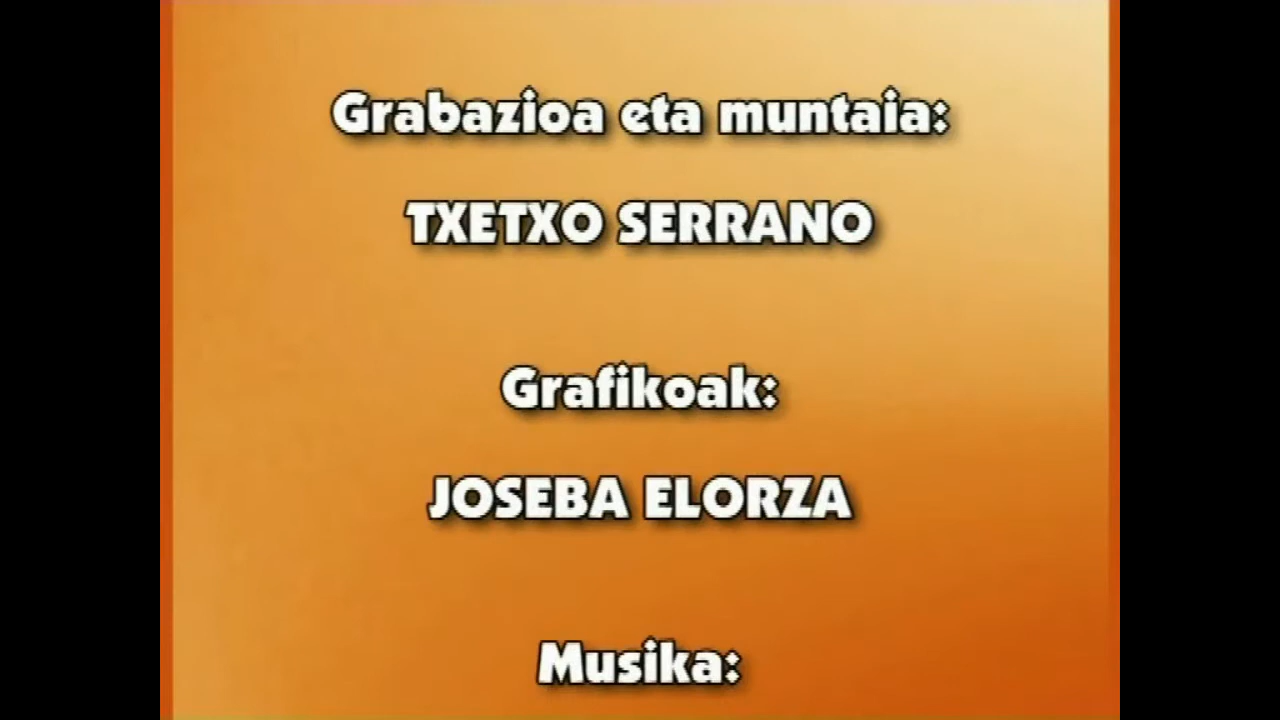 Grabazioa eta muntaia:
TXETXO SERRANO
Grafikoak:
JOSEBA ELORZA
Musika: